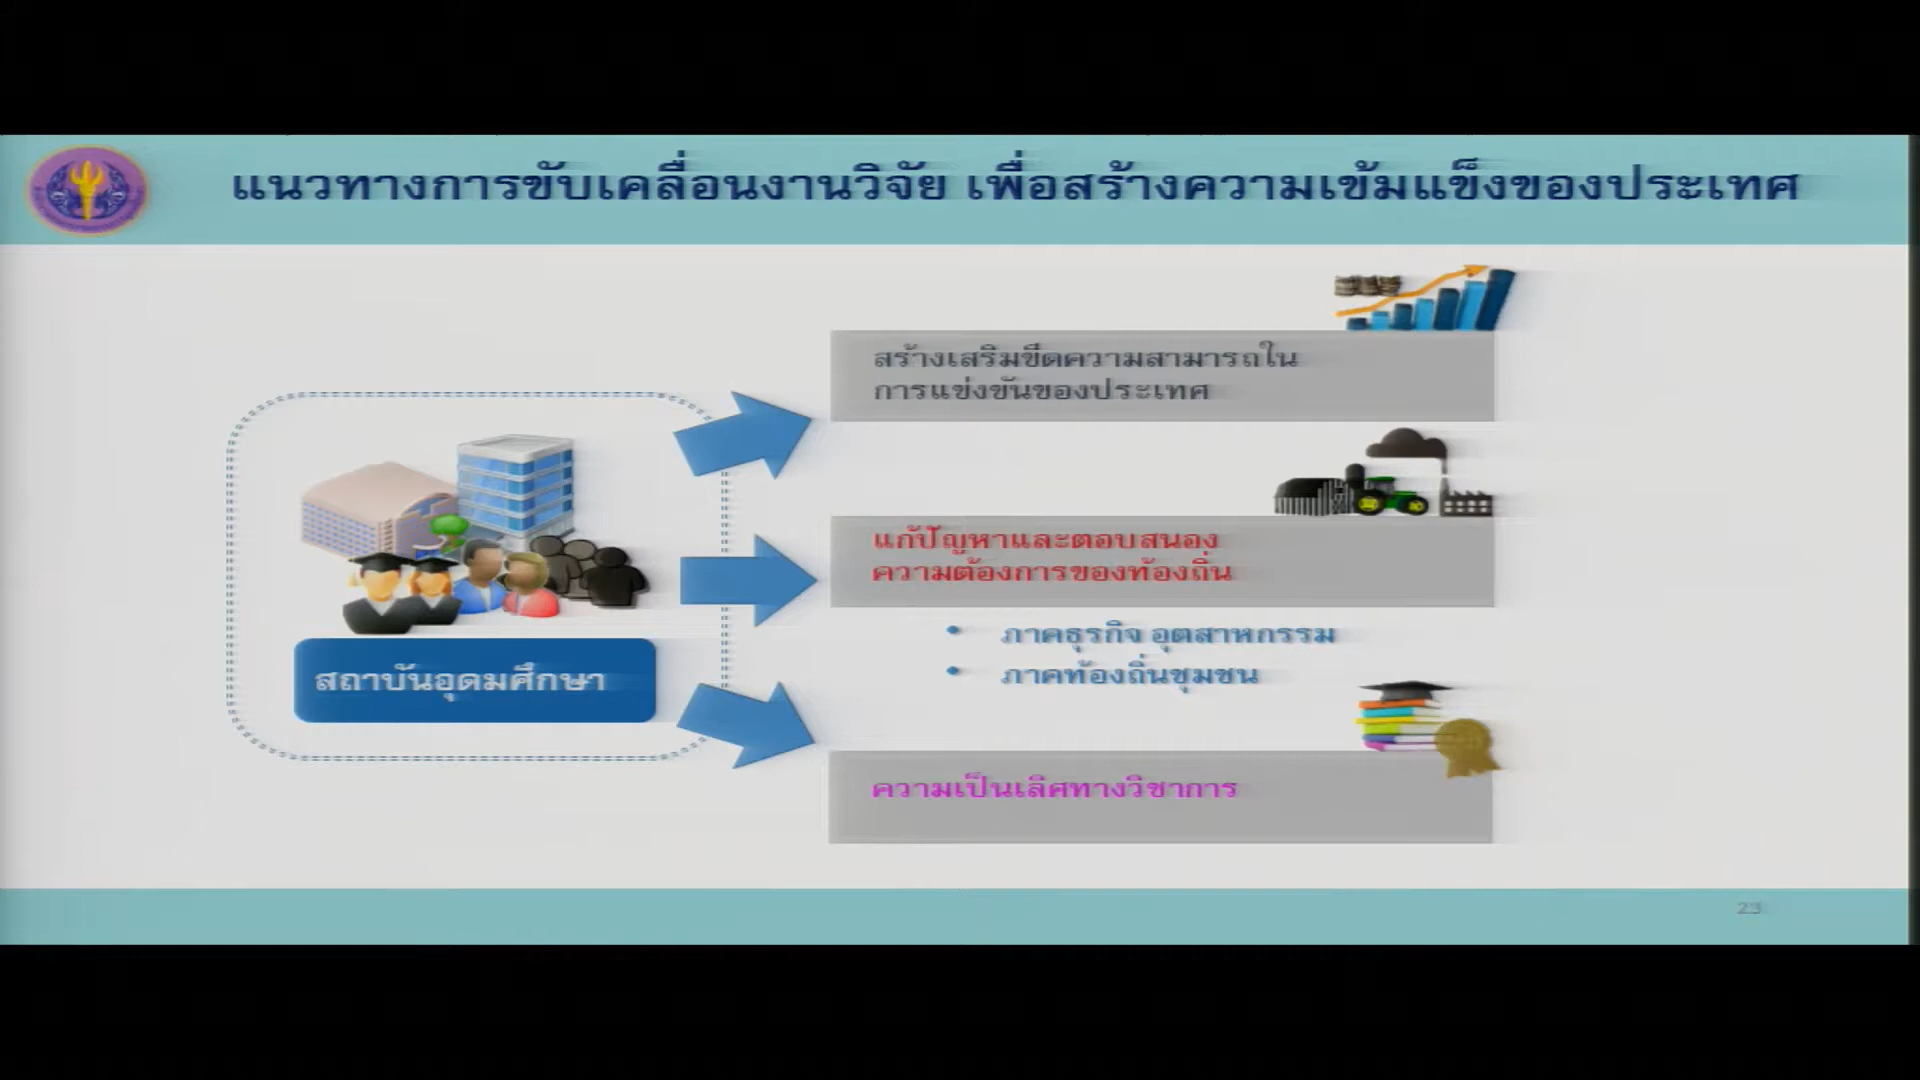 แนวทางการขับเคลื่อนงานวิจัย เพื่อสร้างความเข้มแข็งของประเทศ
สร้างเสริมขีดความสามารถใน
การแข่งขันของประเทศ
แก้ปัญหาและตอบสนอง
ความต้องการของท้องถิ่น
• ภาคธุรกิจ อุตสาหกรรม
• ภาคท้องถิ่นชุมชน
สถาบันอุดมศึกษา
ความเป็นเลิศทางวิชาการ
23